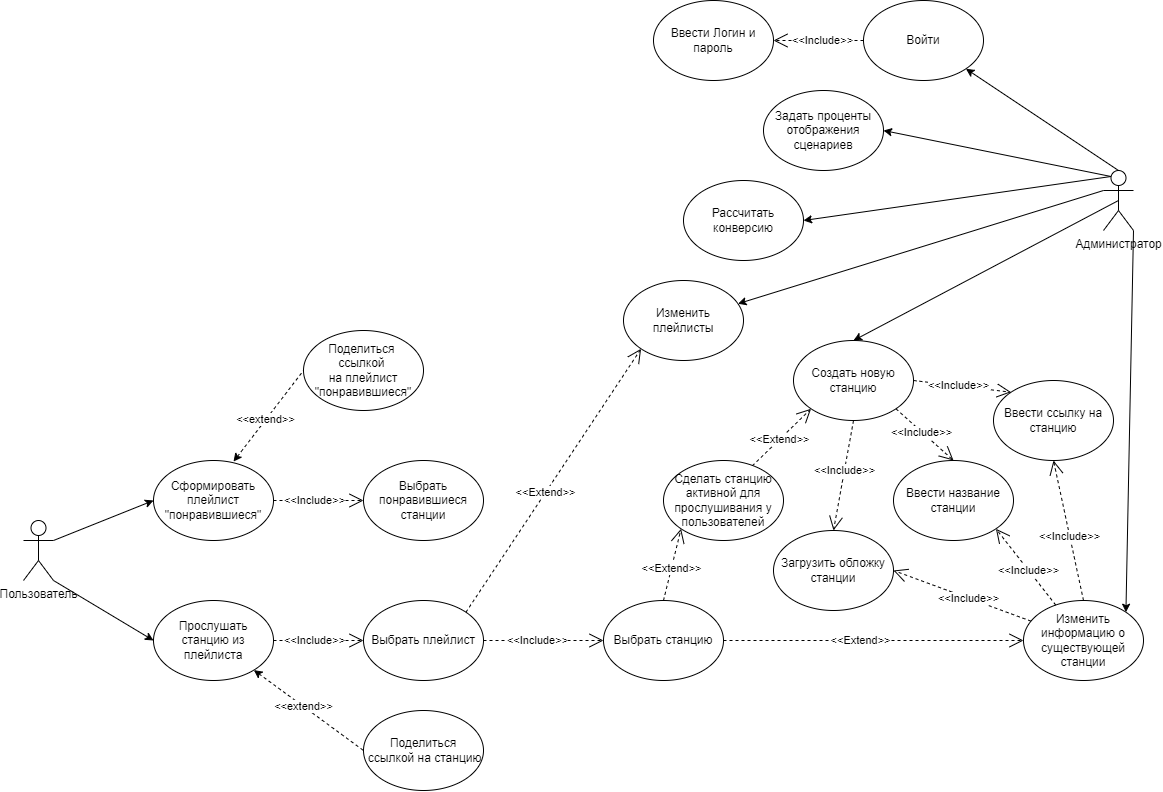 Ввести Логин и
пароль
<<Include>>
Войти
Задать проценты
отображения
сценариев
Рассчитать
конверсию
Администратор
Изменить
плейлисты
Поделиться
ссылкой
на плейлист
"понравившиеся"
Создать новую
станцию
<<Include>>
Ввести ссылку на
станцию
<<extend>>
<<Include>>
<<Extend>>
<<Include>>
Сформировать
плейлист
"понравившиеся"
<<Include>>
Выбрать
понравившиеся
станции
<<Extend>>
Сделать станцию
активной для
прослушивания у
пользователей
Ввести название
станции
<<Include>>
Загрузить обложку
станции
<<Extend>>
<<Include>>
<<Include>>
Пользователь
Прослушать
станцию из
плейлиста
<<Include>>
Выбрать плейлист
<<Include>>
Выбрать станцию
<<Extend>>
Изменить
информацию о
существующей
станции
<<extend>>
Поделиться
ссылкой на станцию